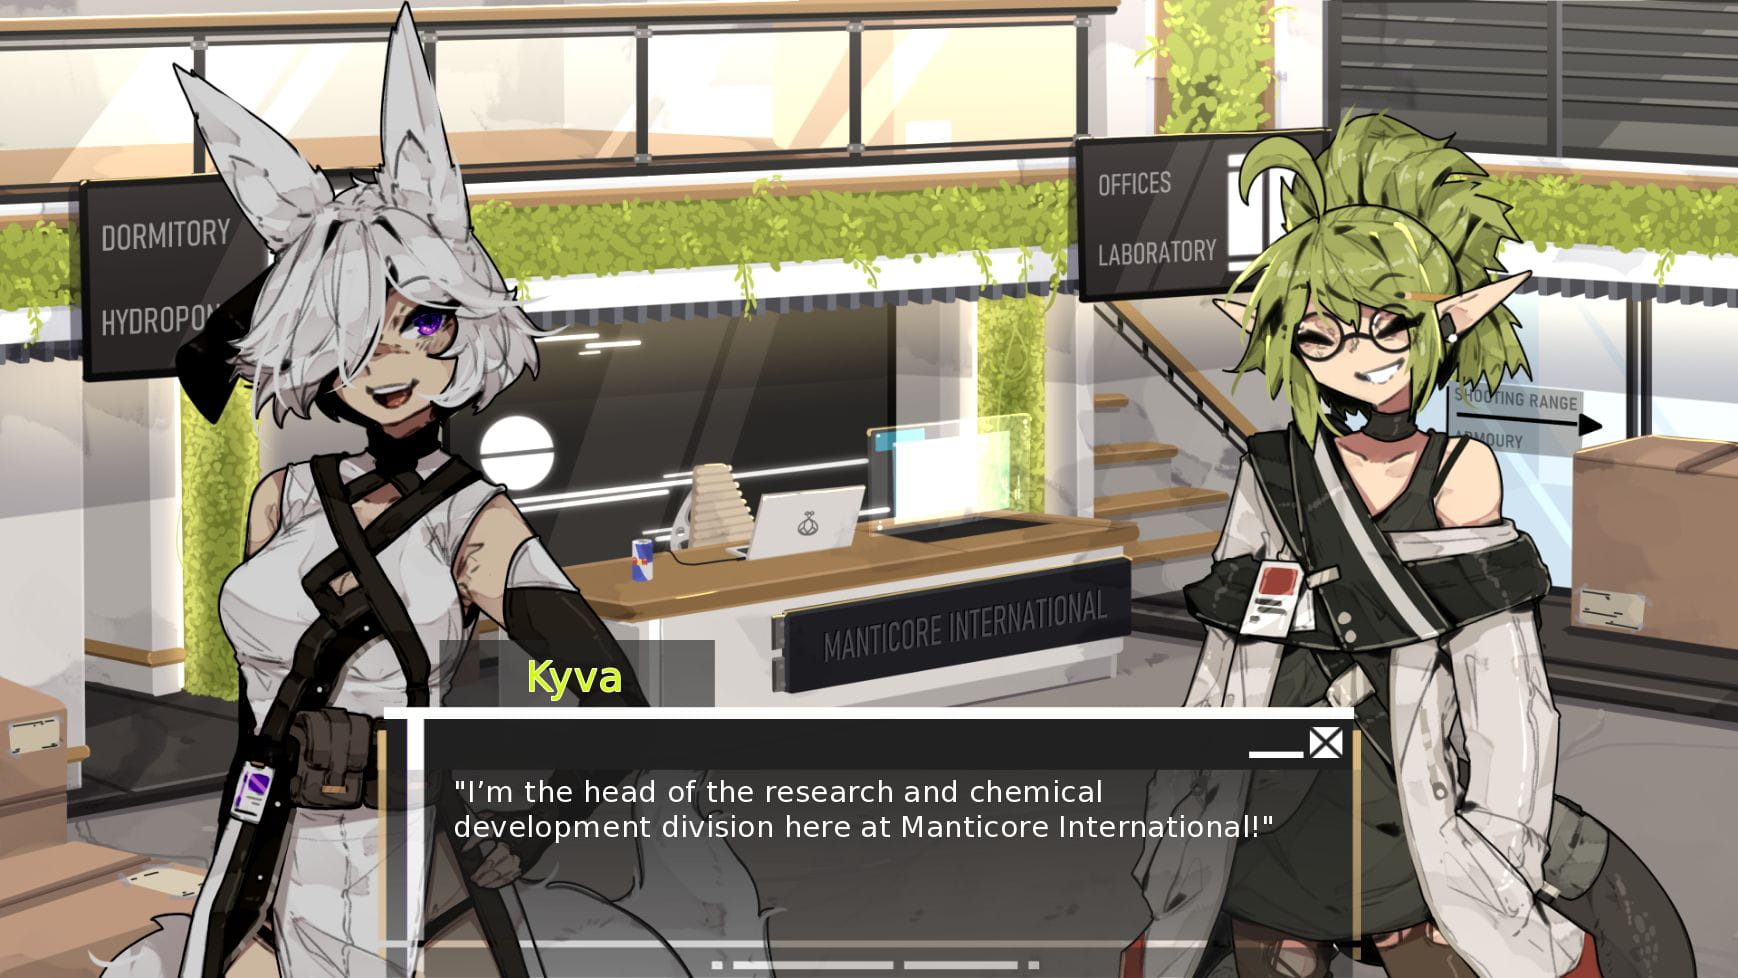 DORMITORY
HYDROPON
OFFICES
LABORATORY
SHOOTING RANGE
ARMOURY
MANTICORE INTERNATIONAL
Kyva
"I’m the head of the research and chemical
development division here at Manticore International!"